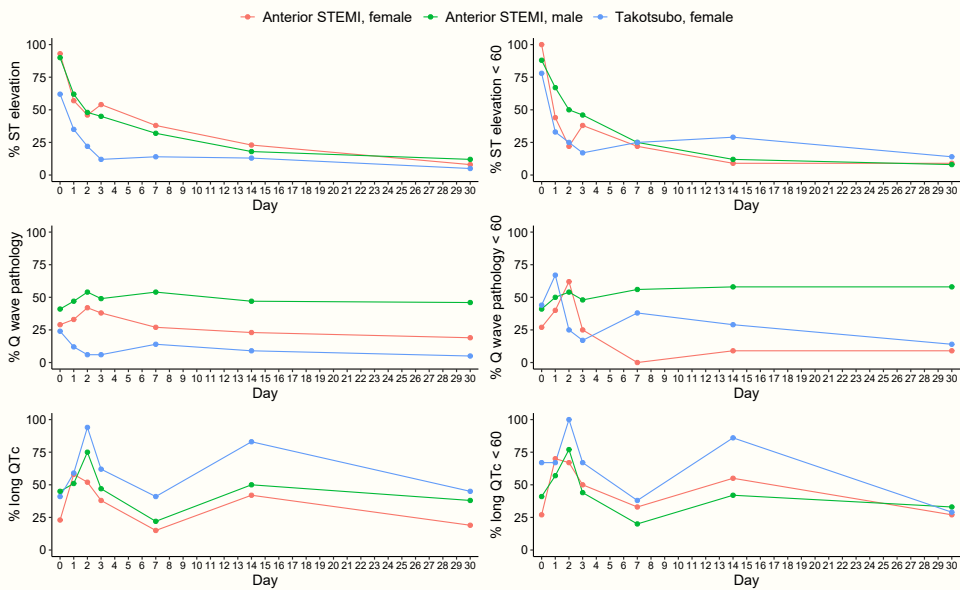 Anterior STEMI, female Anterior STEMI, male Takotsubo, female
% ST elevation
100
75
50
25
0
0 1 2 3 4 5 6 7 8 9 10 11 12 13 14 15 16 17 18 19 20 21 22 23 24 25 26 27 28 29 30
Day
% ST elevation < 60
100
75
50
25
0
0 1 2 3 4 5 6 7 8 9 10 11 12 13 14 15 16 17 18 19 20 21 22 23 24 25 26 27 28 29 30
Day
% Q wave pathology
100
75
50
25
0
0 1 2 3 4 5 6 7 8 9 10 11 12 13 14 15 16 17 18 19 20 21 22 23 24 25 26 27 28 29 30
Day
% Q wave pathology < 60
100
75
50
25
0
0 1 2 3 4 5 6 7 8 9 10 11 12 13 14 15 16 17 18 19 20 21 22 23 24 25 26 27 28 29 30
Day
% long QTc
100
75
50
25
0
0 1 2 3 4 5 6 7 8 9 10 11 12 13 14 15 16 17 18 19 20 21 22 23 24 25 26 27 28 29 30
Day
% long QTc < 60
100
75
50
25
0
0 1 2 3 4 5 6 7 8 9 10 11 12 13 14 15 16 17 18 19 20 21 22 23 24 25 26 27 28 29 30
Day